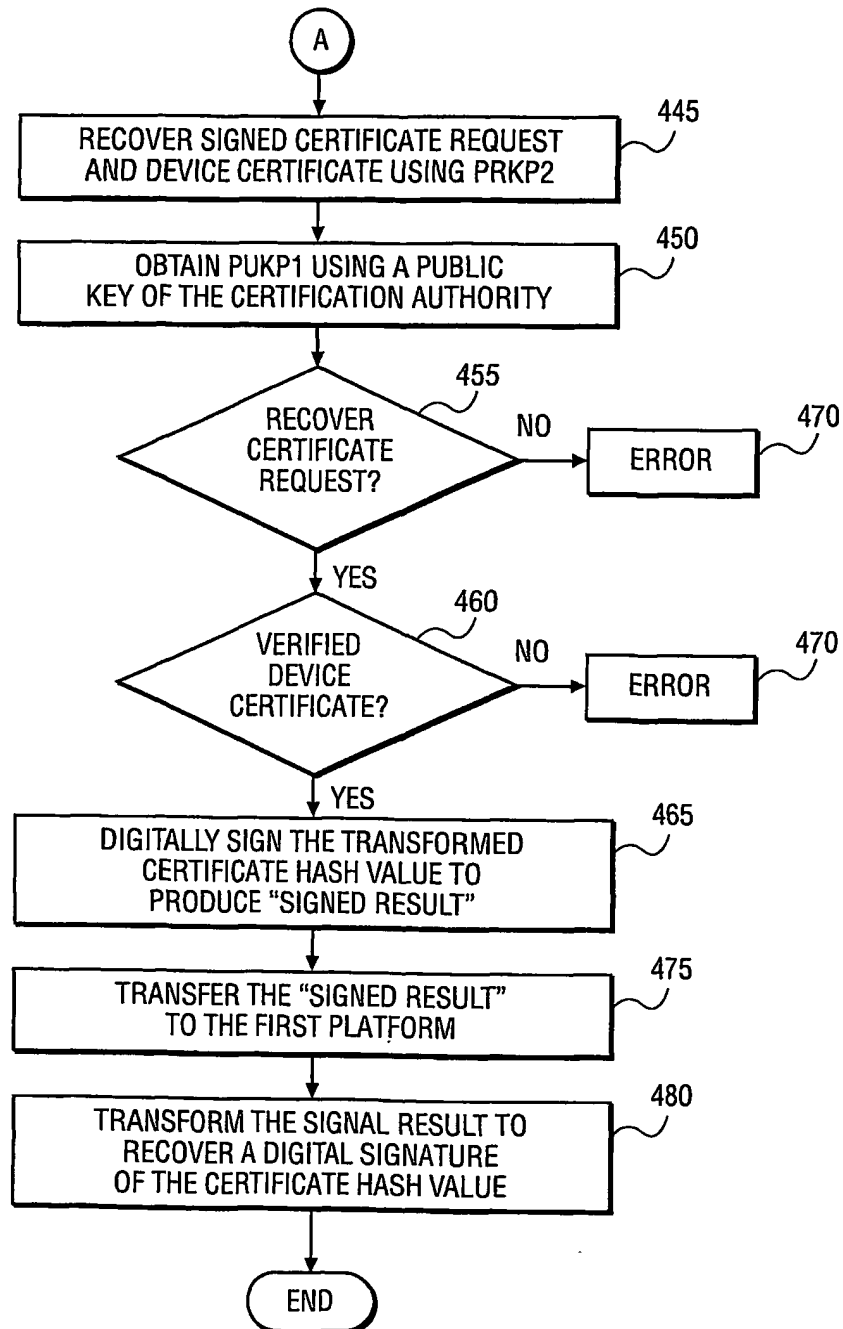 A
RECOVER SIGNED CERTIFICATE REQUEST
AND DEVICE CERTIFICATE USING PRKP2
445
OBTAIN PUKP1 USING A PUBLIC
KEY OF THE CERTIFICATION AUTHORITY
450
RECOVER
CERTIFICATE
REQUEST?
455
NO
ERROR
470
YES
VERIFIED
DEVICE
CERTIFICATE?
460
NO
ERROR
470
YES
DIGITALLY SIGN THE TRANSFORMED
CERTIFICATE HASH VALUE TO
PRODUCE “SIGNED RESULT”
465
TRANSFER THE “SIGNED RESULT”
TO THE FIRST PLATFORM
475
TRANSFORM THE SIGNAL RESULT TO
RECOVER A DIGITAL SIGNATURE
OF THE CERTIFICATE HASH VALUE
480
END